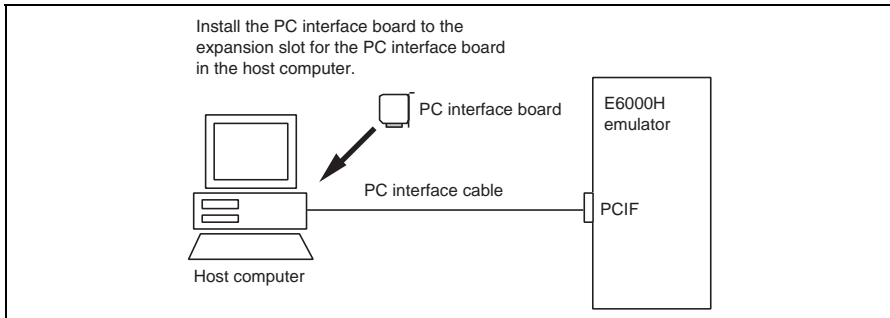 Install the PC interface board to the
expansion slot for the PC interface board
in the host computer.
PC interface board
E6000H
emulator
PC interface cable
PCIF
Host computer